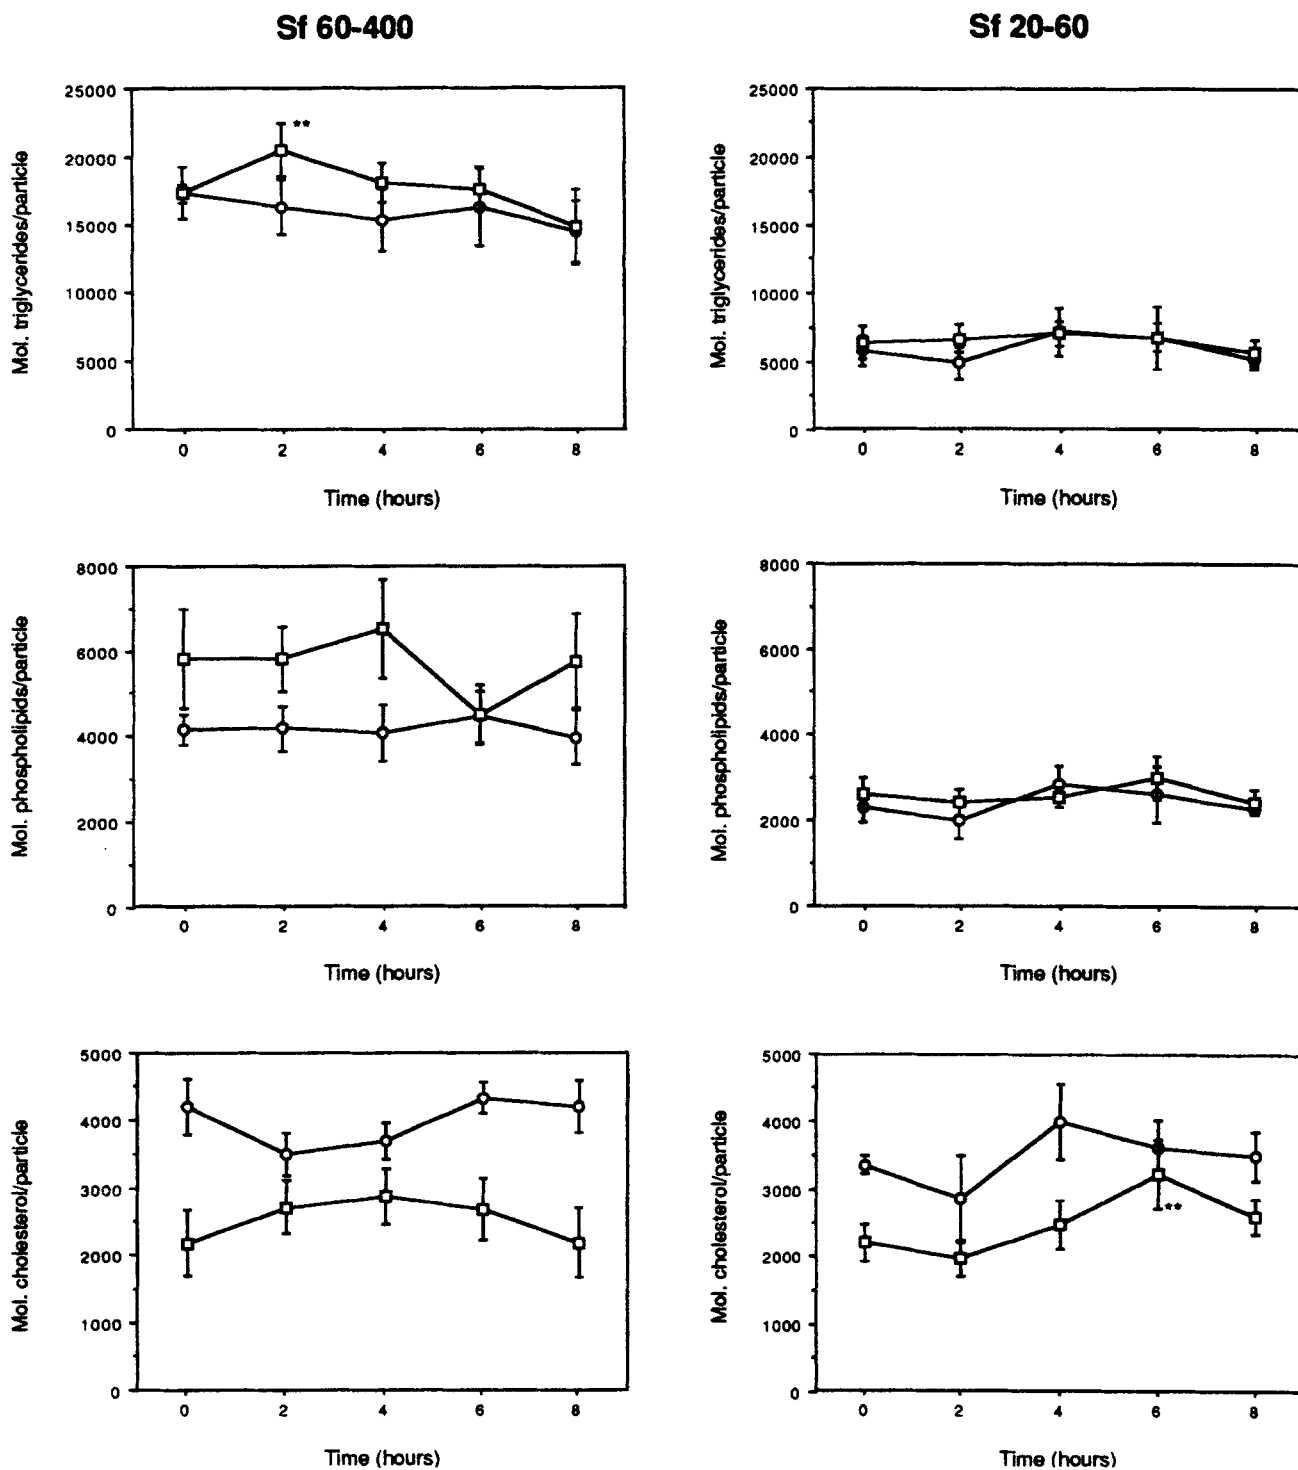 Sf 60-400
Sf 20-60
Mol. triglycerides/particle
25000
20000
15000
10000
5000
0
**
0 2 4 6 8
Time (hours)
Mol. triglycerides/particle
25000
20000
15000
10000
5000
0
0 2 4 6 8
Time (hours)
Mol. phospholipids/particle
8000
6000
4000
2000
0
0 2 4 6 8
Time (hours)
Mol. phospholipids/particle
8000
6000
4000
2000
0
0 2 4 6 8
Time (hours)
Mol. cholesterol/particle
5000
4000
3000
2000
1000
0
0 2 4 6 8
Time (hours)
Mol. cholesterol/particle
5000
4000
3000
2000
1000
0
**
0 2 4 6 8
Time (hours)